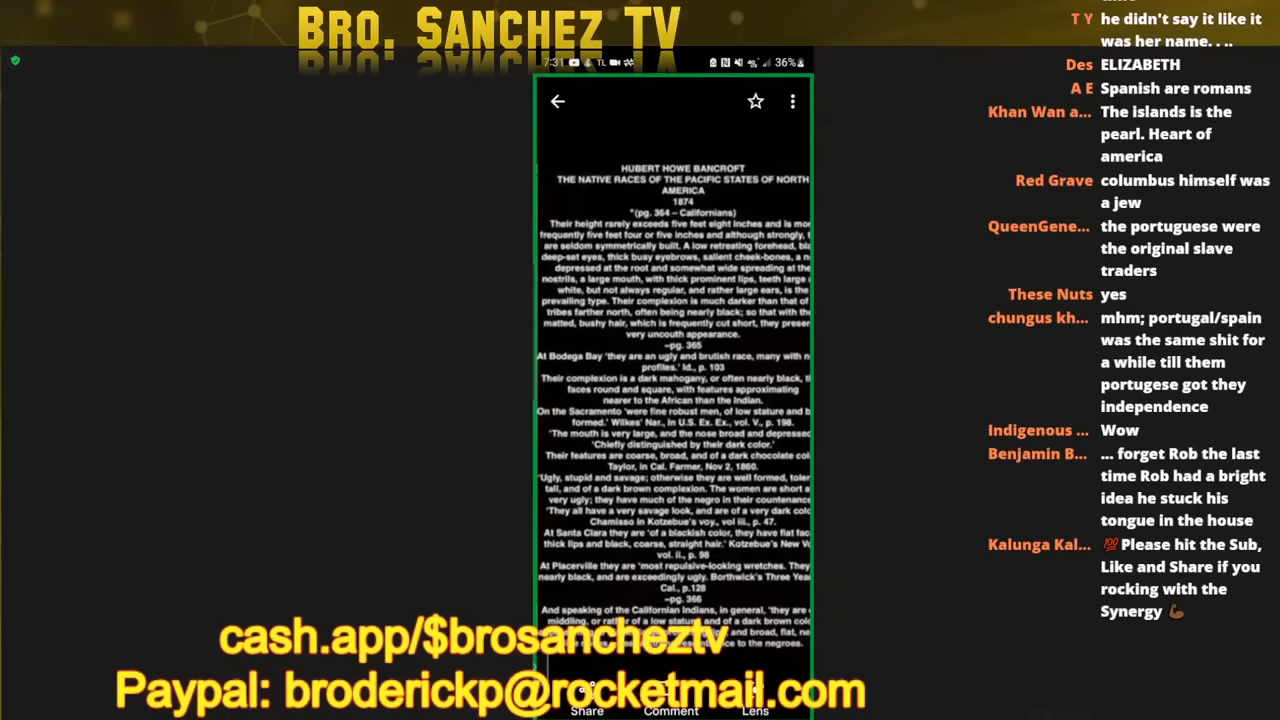 BRO. SANCHEZ TV
7:31
TL
36%
HUBERT HOWE BANCROFT
THE NATIVE RACES OF THE PACIFIC STATES OF NORTH
AMERICA
1874
*(pg. 364 – Californians)
Their height rarely exceeds five feet eight inches and is
frequently five feet four or five inches and although strongly,
are seldom symmetrically built. A low retreating forehead,
deep-set eyes, thick busy eyebrows, salient cheek-bones, a
depressed at the root and somewhat wide spreading at the
nostrils, a large mouth, with thick prominent lips, teeth large
white, but not always regular, and rather large ears, is the
prevailing type. Their complexion is much darker than that of
tribes farther north, often being nearly black; so that with the
matted, bushy hair, which is frequently cut short, they
very uncouth appearance.
~pg. 365
At Bodega Bay 'they are an ugly and brutish race, many with
profiles.' Id., p. 103
Their complexion is a dark mahogany, or often nearly black,
faces round and square, with features approximating
nearer to the African than the Indian.
On the Sacramento 'were fine robust men, of low stature and
formed.' Wilkes' Nar., in U.S. Ex. Ex., vol. V., p. 198.
'The mouth is very large, and the nose broad and depressed
'Chiefly distinguished by their dark color.'
Their features are coarse, broad, and of a dark chocolate
Taylor, in Cal. Farmer, Nov 2, 1860.
'Ugly, stupid and savage; otherwise they are well formed,
tall, and of a dark brown complexion. The women are short
very ugly; they have much of the negro in their countenance
'They all have a very savage look, and are of a very dark
Chamisso in Kotzebue's voy., vol iii., p. 47.
At Santa Clara they are 'of a blackish color, they have flat
thick lips and black, coarse, straight hair.' Kotzebue's New
vol. ii., p. 98
At Placerville they are 'most repulsive-looking wretches. They
nearly black, and are exceedingly ugly. Borthwick's Three
Cal., p.128
~pg. 366
And speaking of the Californian Indians, in general, 'they are
middling, or rather of a low stature, and of a dark brown
and broad, flat,
to the negroes.
Share Comment Lens
cash.app/$brosancheztv
Paypal: broderickp@rocketmail.com
T Y he didn't say it like it
was her name. . ..
Des ELIZABETH
A E Spanish are romans
Khan Wan a... The islands is the
pearl. Heart of
america
Red Grave columbus himself was
a jew
QueenGene... the portuguese were
the original slave
traders
These Nuts yes
chungus kh... mhm; portugal/spain
was the same shit for
a while till them
portugese got they
independence
Indigenous ... Wow
Benjamin B... ... forget Rob the last
time Rob had a bright
idea he stuck his
tongue in the house
Kalunga Kal... 💯Please hit the Sub,
Like and Share if you
rocking with the
Synergy 💪🏾